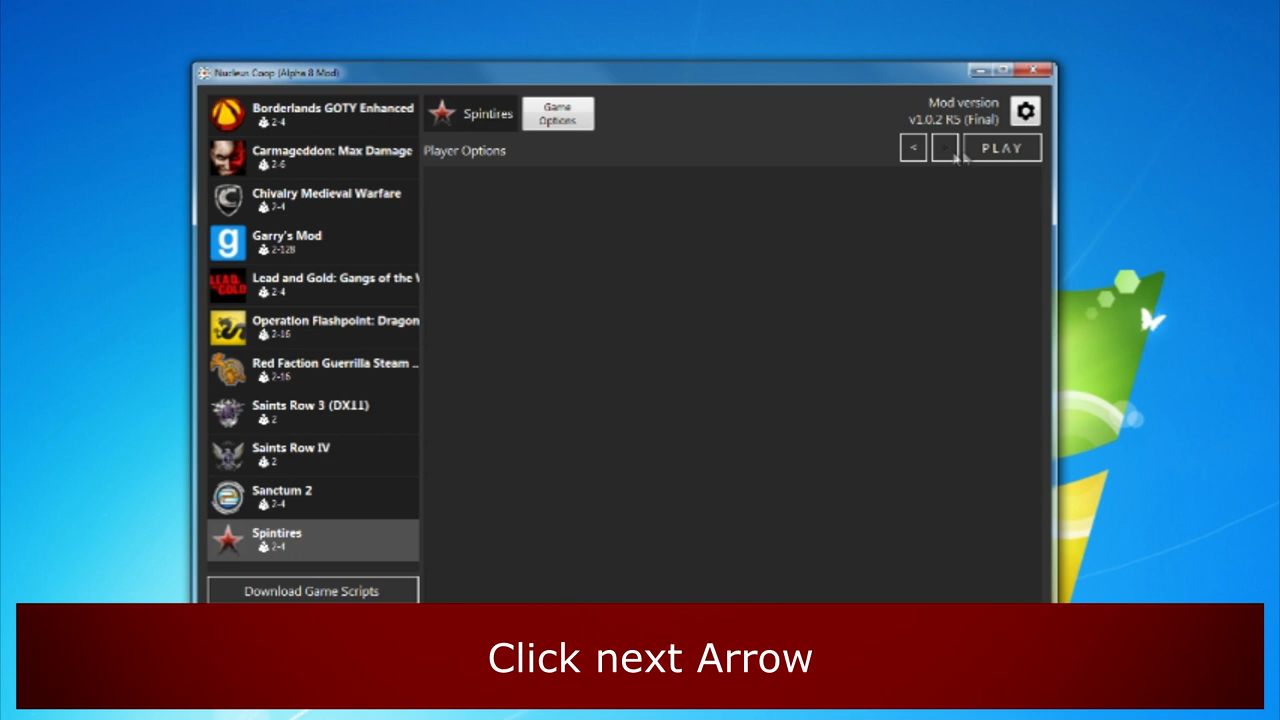 Nucleus Coop (Alpha 8 Mod)
Borderlands GOTY Enhanced
2-4
Carmageddon: Max Damage
2-6
Chivalry Medieval Warfare
2-4
Garry's Mod
2-128
Lead and Gold: Gangs of the
2-4
Operation Flashpoint: Dragon
2-16
Red Faction Guerrilla Steam ..
2-16
Saints Row 3 (DX11)
2
Saints Row IV
2
Sanctum 2
2-4
Spintires
2-4
Download Game Scripts
Spintires
Game
Options
Mod version
v1.0.2 R5 (Final)
Player Options
<
PLAY
Click next Arrow